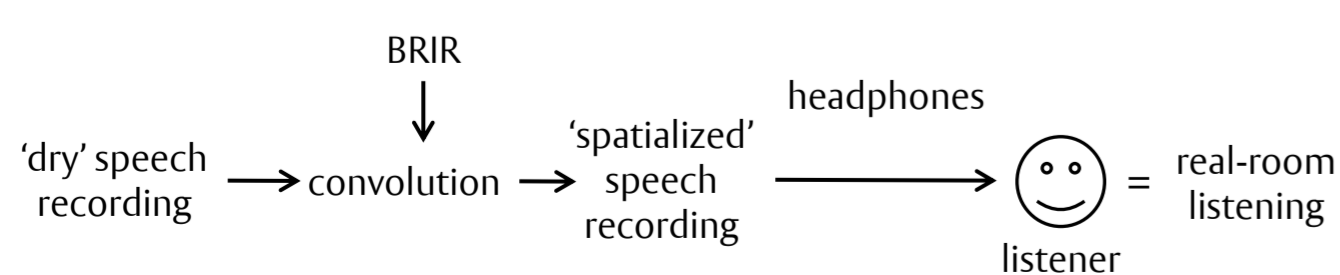 BRIR
headphones
‘dry’ speech
recording
convolution
‘spatialized’
speech
recording
= real-room
listening
listener